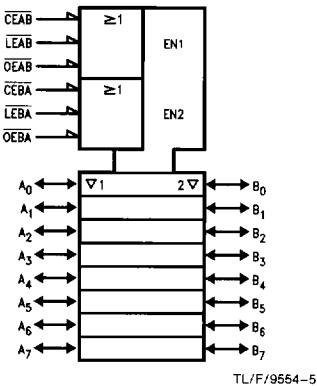 CEAB ≥1
LEAB EN1
OEAB
CEBA ≥1
LEBA EN2
OEBA
A0 ▽1 2▽ B0
A1 B1
A2 B2
A3 B3
A4 B4
A5 B5
A6 B6
A7 B7
TL/F/9554-5